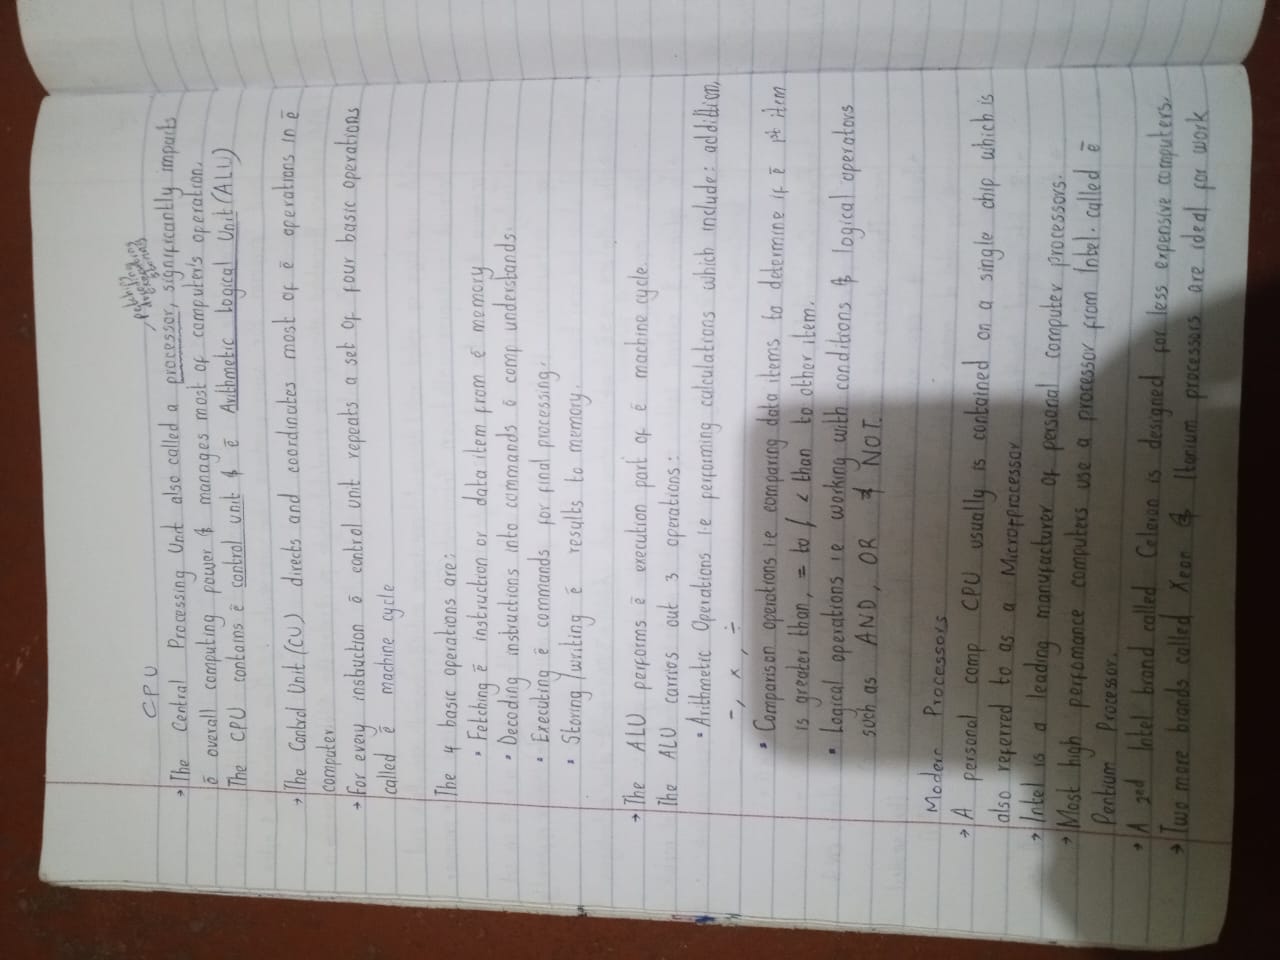 CPU
Fetching
decoding
Executing
storing
→ The Central Processing Unit also called a processor, significantly impacts
ō overall computing power & manages most of computer's operation.
The CPU contains ē control unit & ē Arithmetic Logical Unit (ALU)
→ The Control Unit (CU) directs and coordinates most of ē operations in ē
computer
→ For every instruction ō control unit repeats a set of four basic operations
called ē machine cycle
The 4 basic operations are:
• Fetching ē instruction or data item from ē memory
• Decoding instructions into commands ō comp understands.
• Executing ē commands for final processing.
• Storing/writing ē results to memory.
→ The ALU performs ē execution part of ē machine cycle.
The ALU carries out 3 operations:
• Arithmetic Operations i.e performing calculations which include: addition,
-, x, ÷
• Comparison operations i.e comparing data items to determine if ē 1st item
is greater than, = to / < than to other item.
• Logical operations i.e working with conditions & logical operators
such as AND, OR & NOT.
Modern Processors
→ A personal comp CPU usually is contained on a single chip which is
also referred to as a Microprocessor
→ Intel is a leading manufacturer of personal computer processors.
→ Most high perfomance computers use a processor from Intel. called ē
Pentium Processor.
→ A 2nd Intel brand called Celeron is designed for less expensive computers.
→ Two more brands called Xeon & Itanium processors are ideal for work